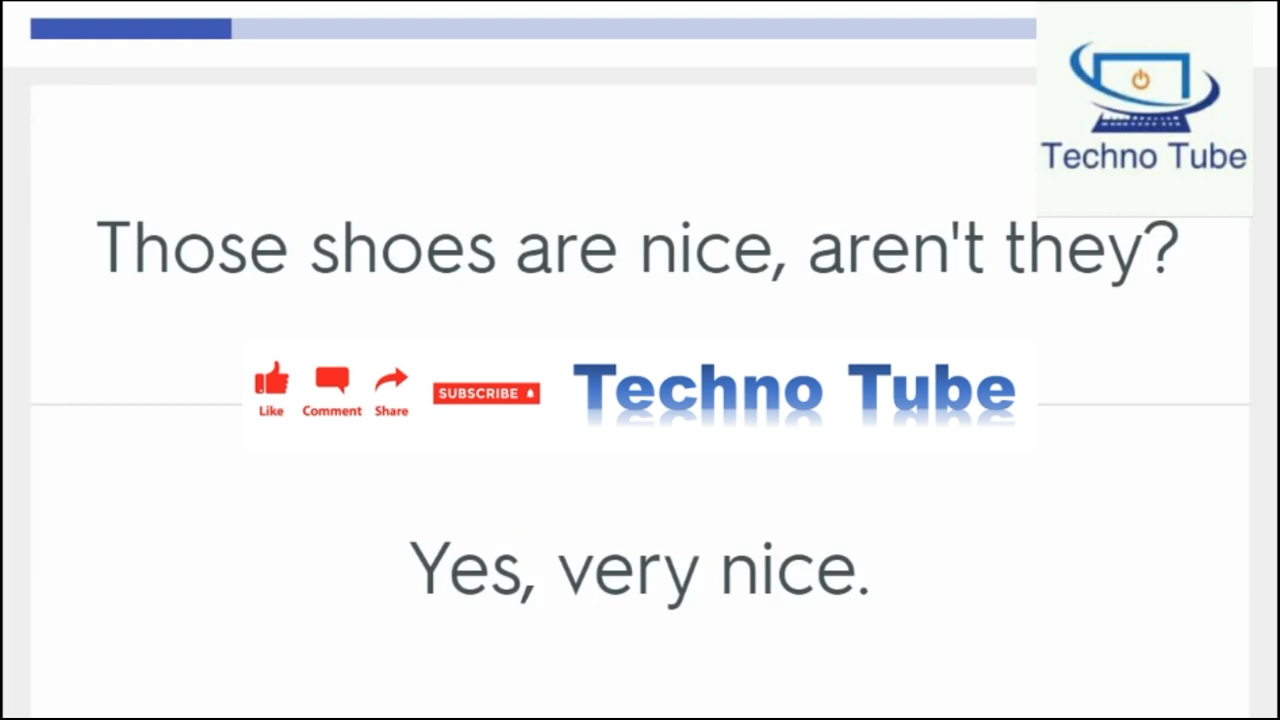 Techno Tube
Those shoes are nice, aren't they?
Like Comment Share SUBSCRIBE Techno Tube
Yes, very nice.